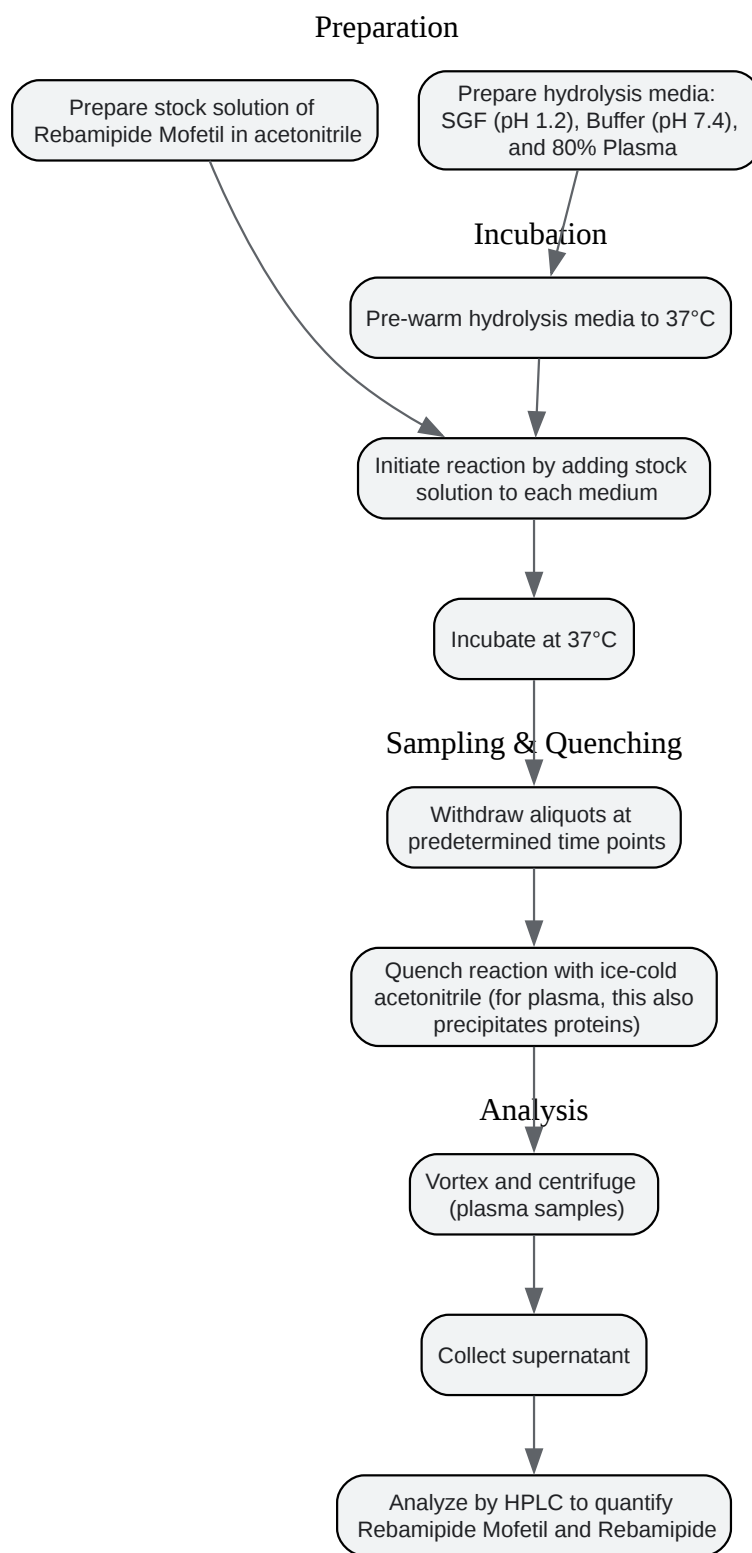 Preparation
Prepare stock solution of
Rebamipide Mofetil in acetonitrile
Prepare hydrolysis media:
SGF (pH 1.2), Buffer (pH 7.4),
and 80% Plasma
Incubation
Pre-warm hydrolysis media to 37°C
Initiate reaction by adding stock
solution to each medium
Incubate at 37°C
Sampling & Quenching
Withdraw aliquots at
predetermined time points
Quench reaction with ice-cold
acetonitrile (for plasma, this also
precipitates proteins)
Analysis
Vortex and centrifuge
(plasma samples)
Collect supernatant
Analyze by HPLC to quantify
Rebamipide Mofetil and Rebamipide